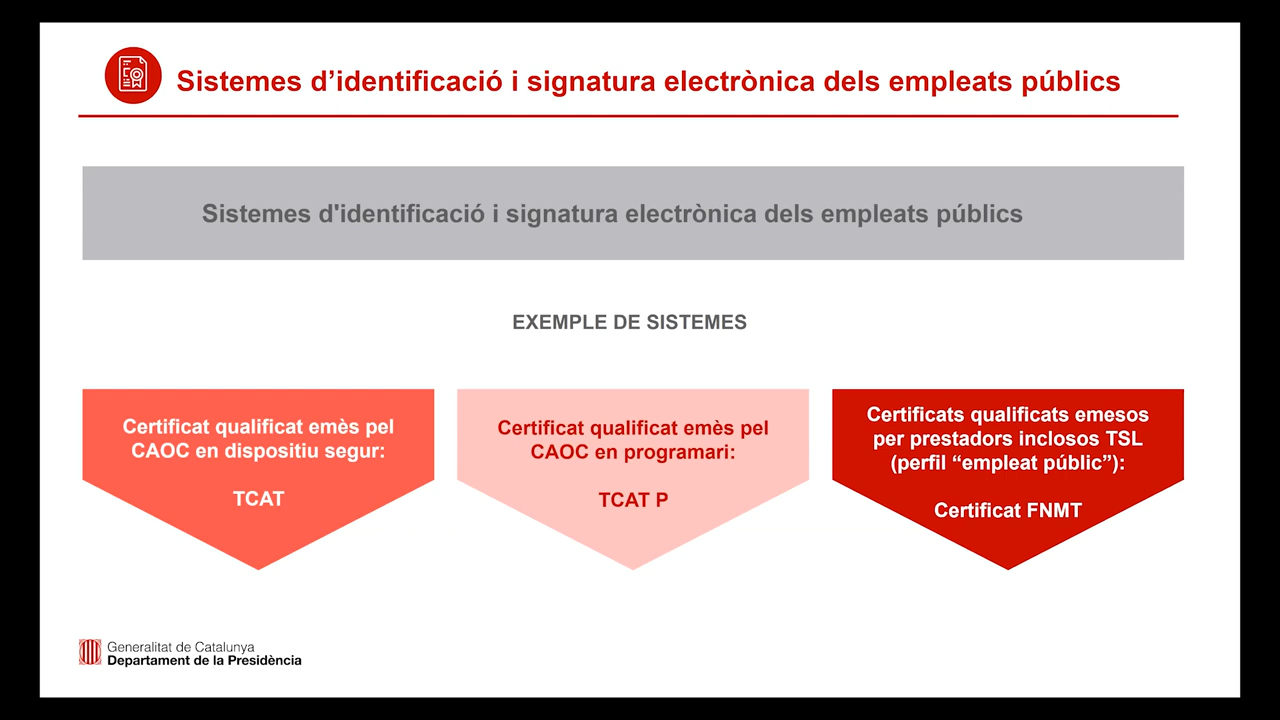 Sistemes d’identificació i signatura electrònica dels empleats públics
Sistemes d'identificació i signatura electrònica dels empleats públics
EXEMPLE DE SISTEMES
Certificat qualificat emès pel
CAOC en dispositiu segur:
TCAT
Certificat qualificat emès pel
CAOC en programari:
TCAT P
Certificats qualificats emesos
per prestadors inclosos TSL
(perfil “empleat públic”):
Certificat FNMT
Generalitat de Catalunya
Departament de la Presidència